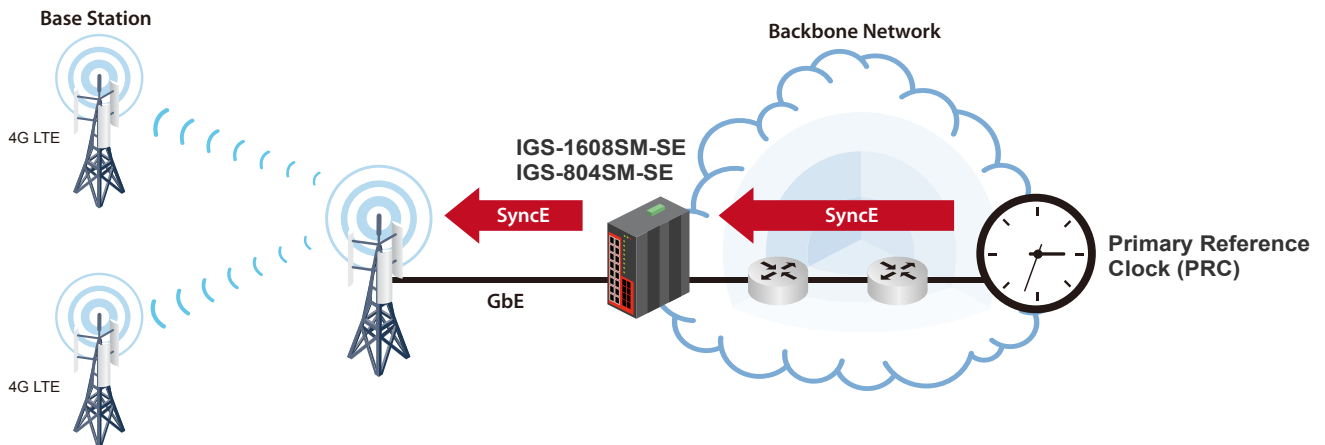 Base Station
Backbone Network
4G LTE
IGS-1608SM-SE
IGS-804SM-SE
SyncE
SyncE
Primary Reference
Clock (PRC)
GbE
4G LTE